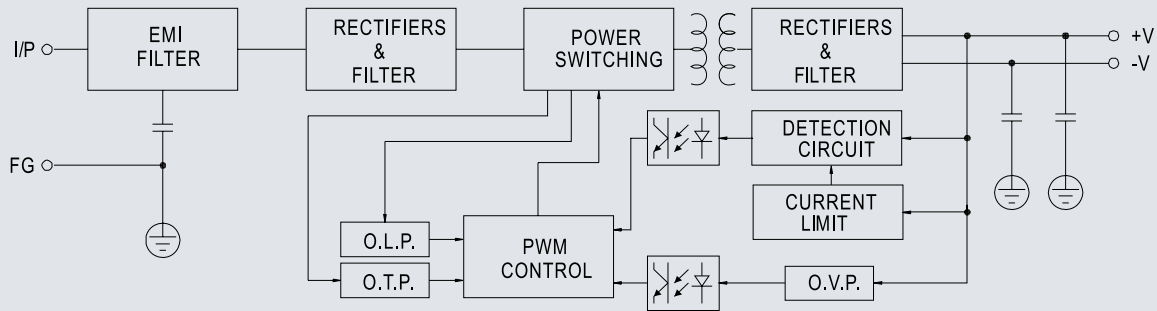 I/P
EMI
FILTER
RECTIFIERS
&
FILTER
POWER
SWITCHING
RECTIFIERS
&
FILTER
+V
-V
FG
DETECTION
CIRCUIT
CURRENT
LIMIT
O.L.P.
O.T.P.
PWM
CONTROL
O.V.P.